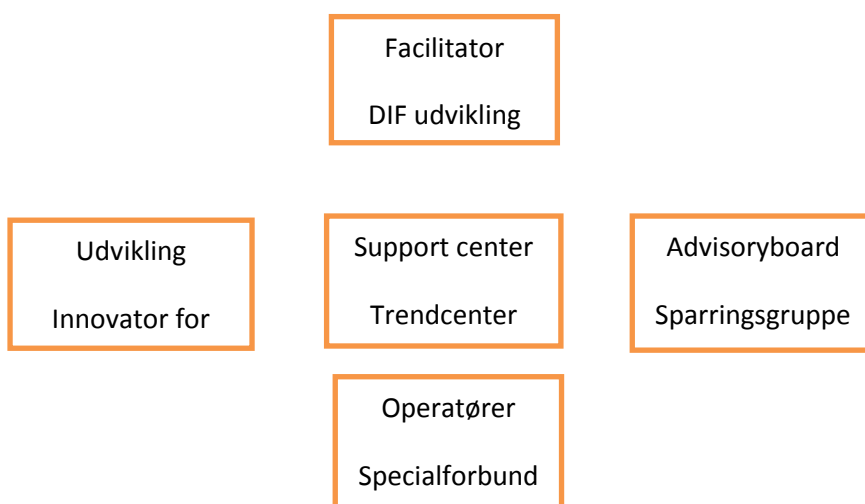 Facilitator
DIF udvikling
Udvikling
Innovator for
Support center
Trendcenter
Advisoryboard
Sparringsgruppe
Operatører
Specialforbund